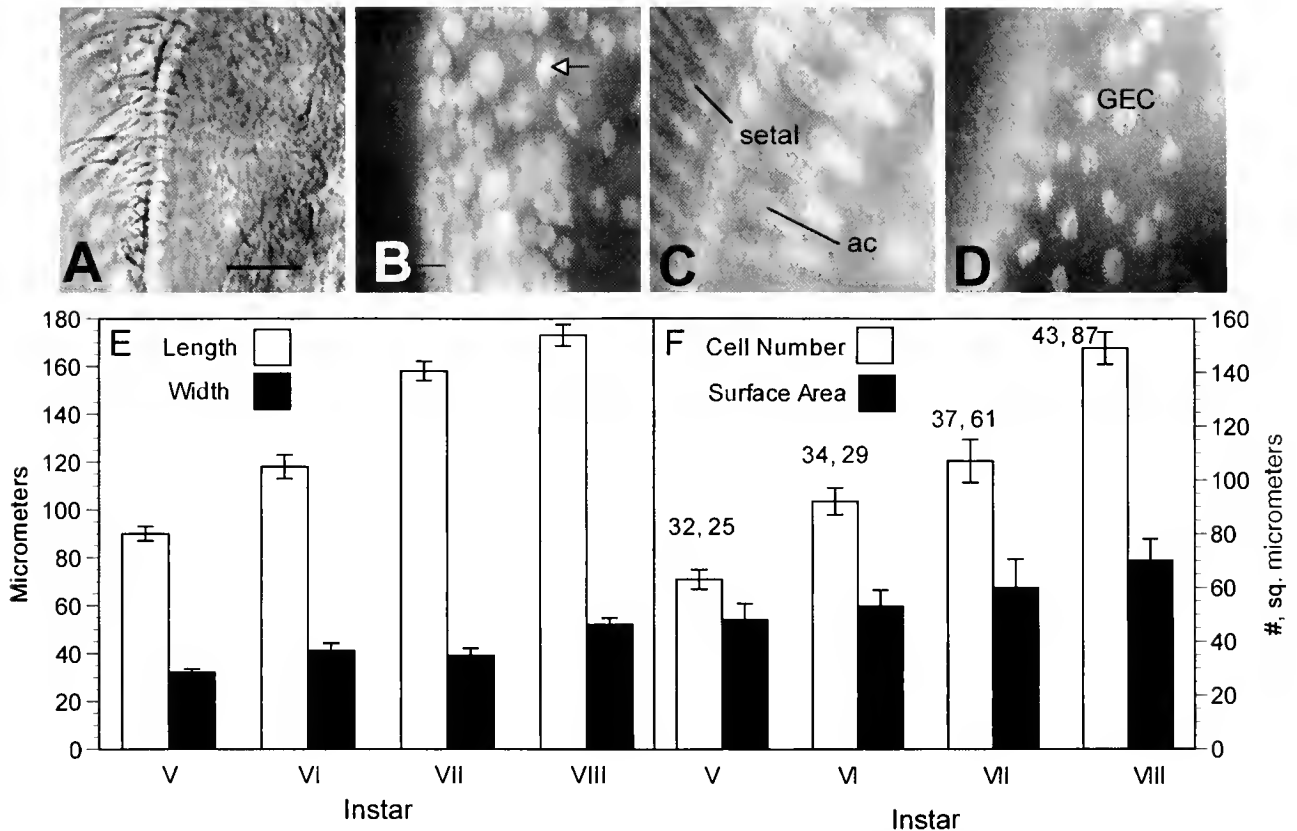 A
B
setal
ac
C
GEC
D
E
Length
Width
180
160
140
120
100
80
60
40
20
0
Micrometers
V
VI
VII
VIII
Instar
F
Cell Number
Surface Area
32, 25
34, 29
37, 61
43, 87
160
140
120
100
80
60
40
20
0
#, sq. micrometers
V
VI
VII
VIII
Instar